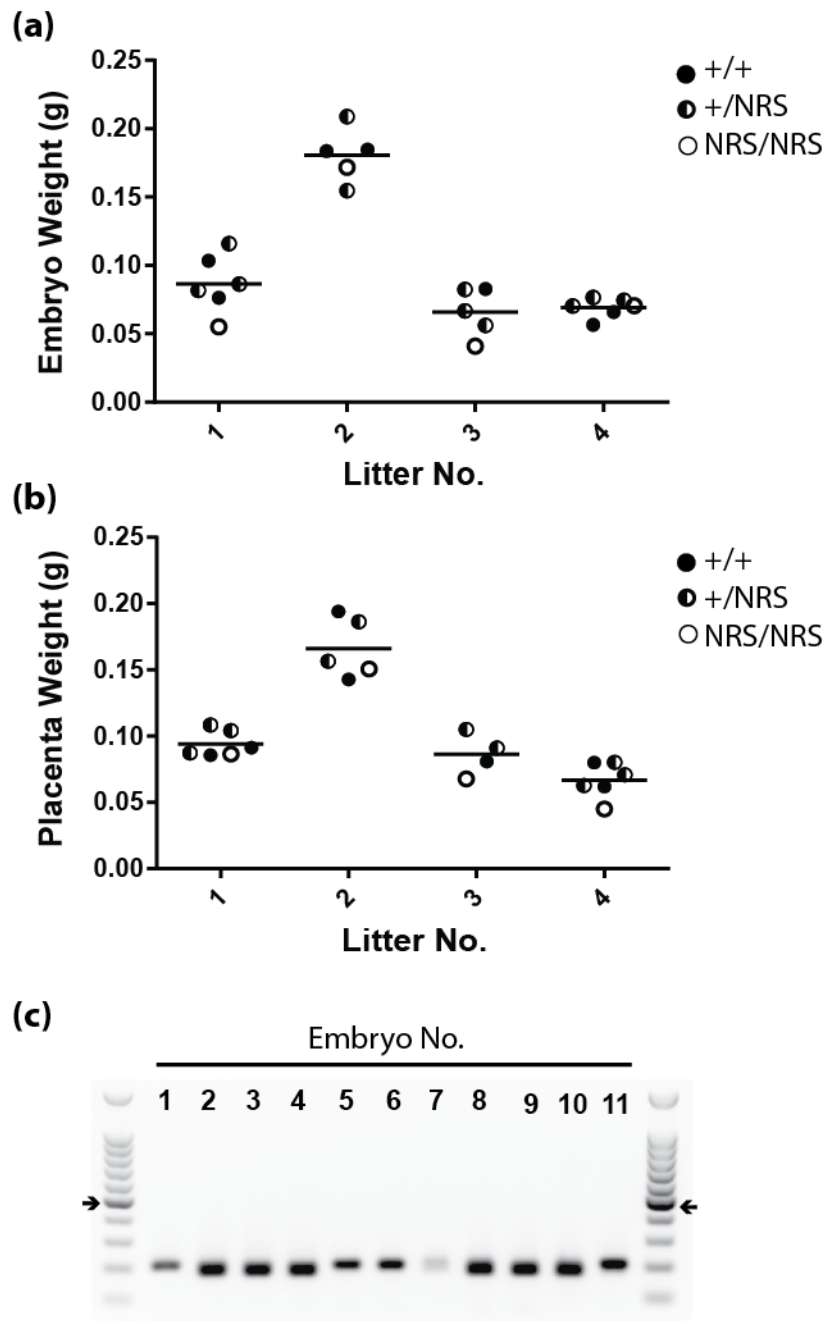 (a)
Embryo Weight (g)
0.25
0.20
0.15
0.10
0.05
0.00
1 2 3 4
Litter No.
+/+
+/NRS
NRS/NRS
(b)
Placenta Weight (g)
0.25
0.20
0.15
0.10
0.05
0.00
1 2 3 4
Litter No.
+/+
+/NRS
NRS/NRS
(c)
Embryo No.
1 2 3 4 5 6 7 8 9 10 11